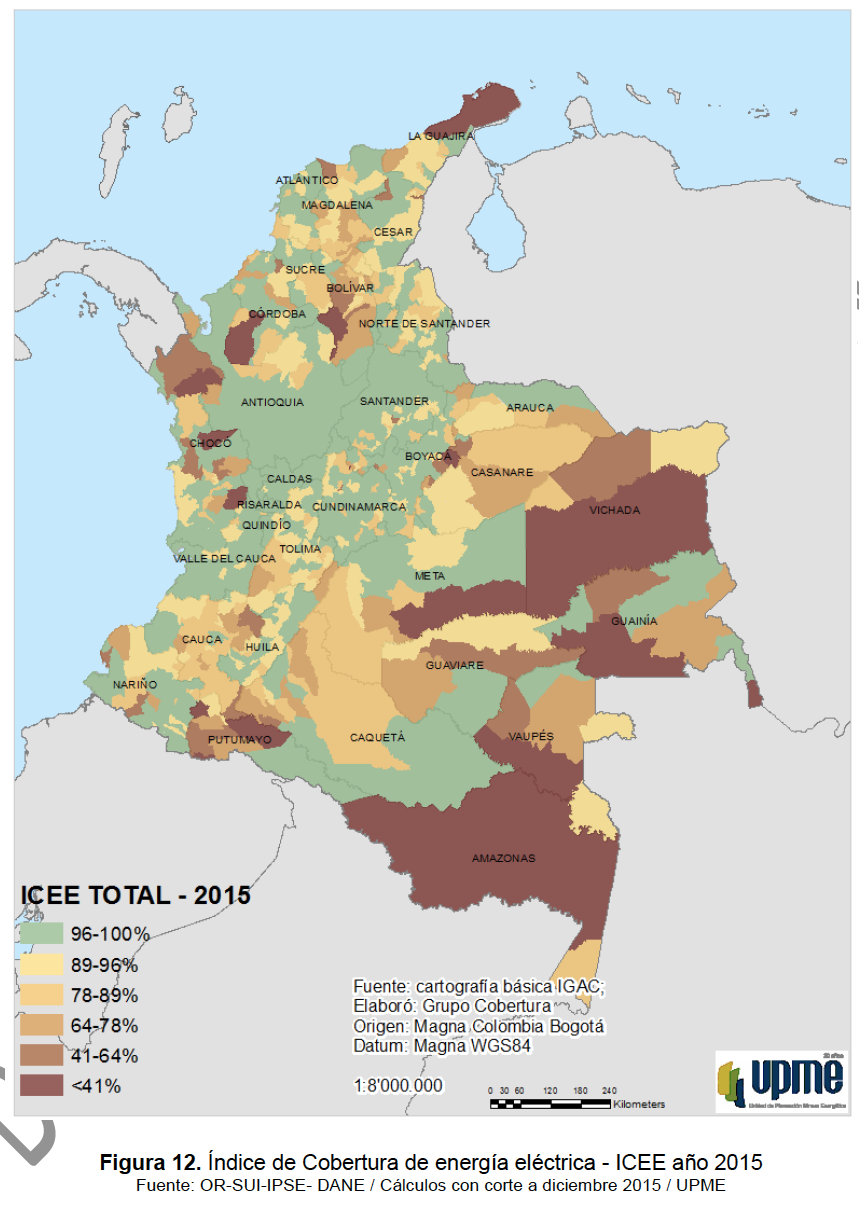 LA GUAJIRA
ATLÁNTICO
MAGDALENA
CESAR
SUCRE
BOLÍVAR
CÓRDOBA
NORTE DE SANTANDER
ANTIOQUIA
SANTANDER
ARAUCA
CHOCÓ
BOYACÁ
CASANARE
CALDAS
RISARALDA
CUNDINAMARCA
VICHADA
QUINDÍO
TOLIMA
VALLE DEL CAUCA
META
GUAINÍA
CAUCA
HUILA
GUAVIARE
NARIÑO
PUTUMAYO
CAQUETÁ
VAUPÉS
AMAZONAS
ICEE TOTAL - 2015
96-100%
89-96%
78-89%
64-78%
41-64%
<41%
Fuente: cartografía básica IGAC;
Elaboró: Grupo Cobertura
Origen: Magna Colombia Bogotá
Datum: Magna WGS84
1:8'000.000
0 30 60 120 180 240
Kilometers
20 años
upme
Unidad de Planeación Minero Energética
Figura 12. Índice de Cobertura de energía eléctrica - ICEE año 2015
Fuente: OR-SUI-IPSE- DANE / Cálculos con corte a diciembre 2015 / UPME